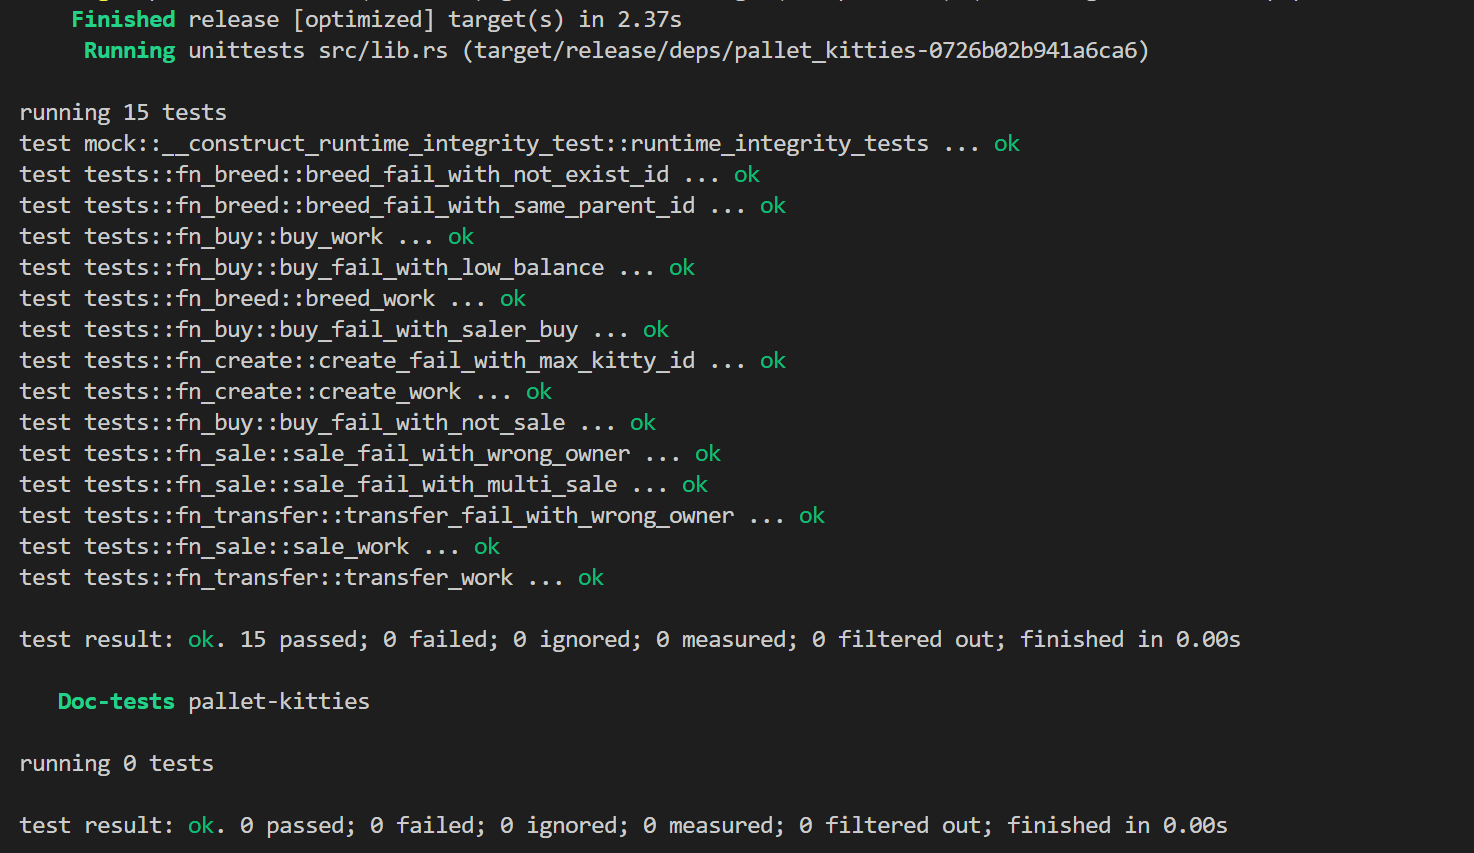 Finished release [optimized] target(s) in 2.37s
Running unittests src/lib.rs (target/release/deps/pallet_kitties-0726b02b941a6ca6)
running 15 tests
test mock::__construct_runtime_integrity_test::runtime_integrity_tests ... ok
test tests::fn_breed::breed_fail_with_not_exist_id ... ok
test tests::fn_breed::breed_fail_with_same_parent_id ... ok
test tests::fn_buy::buy_work ... ok
test tests::fn_buy::buy_fail_with_low_balance ... ok
test tests::fn_breed::breed_work ... ok
test tests::fn_buy::buy_fail_with_saler_buy ... ok
test tests::fn_create::create_fail_with_max_kitty_id ... ok
test tests::fn_create::create_work ... ok
test tests::fn_buy::buy_fail_with_not_sale ... ok
test tests::fn_sale::sale_fail_with_wrong_owner ... ok
test tests::fn_sale::sale_fail_with_multi_sale ... ok
test tests::fn_transfer::transfer_fail_with_wrong_owner ... ok
test tests::fn_sale::sale_work ... ok
test tests::fn_transfer::transfer_work ... ok
test result: ok. 15 passed; 0 failed; 0 ignored; 0 measured; 0 filtered out; finished in 0.00s
Doc-tests pallet-kitties
running 0 tests
test result: ok. 0 passed; 0 failed; 0 ignored; 0 measured; 0 filtered out; finished in 0.00s